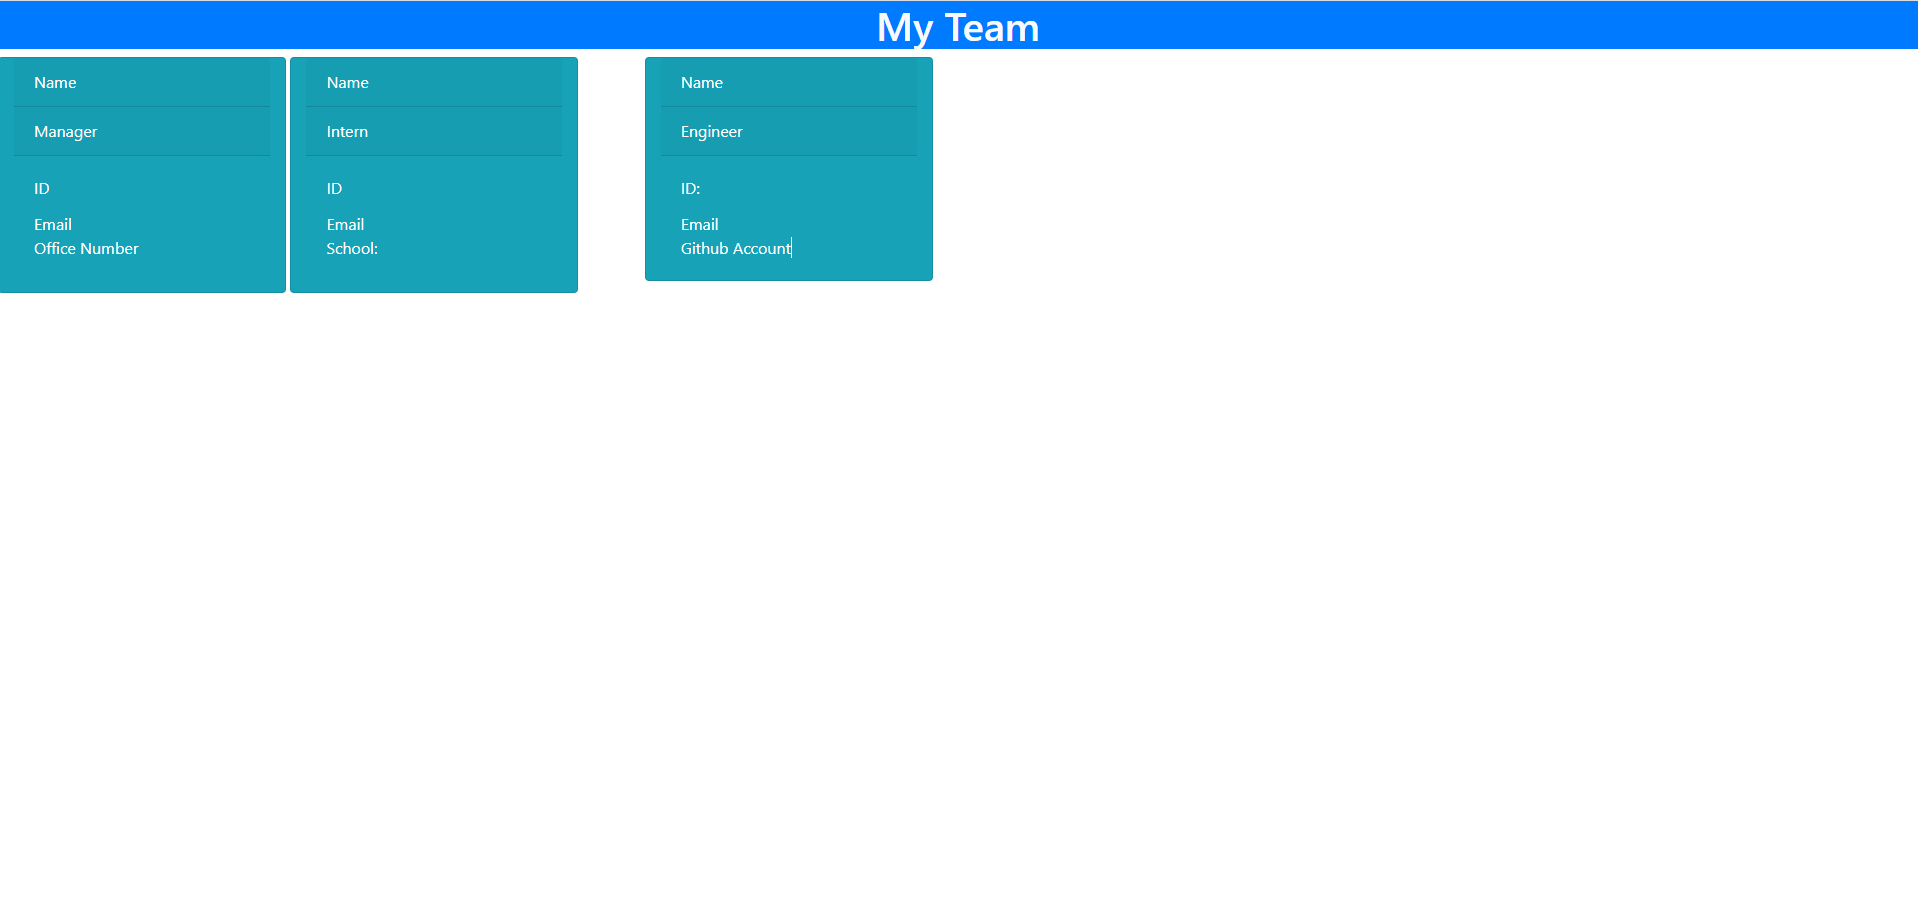 My Team
Name
Manager
ID
Email
Office Number
Name
Intern
ID
Email
School:
Name
Engineer
ID:
Email
Github Account